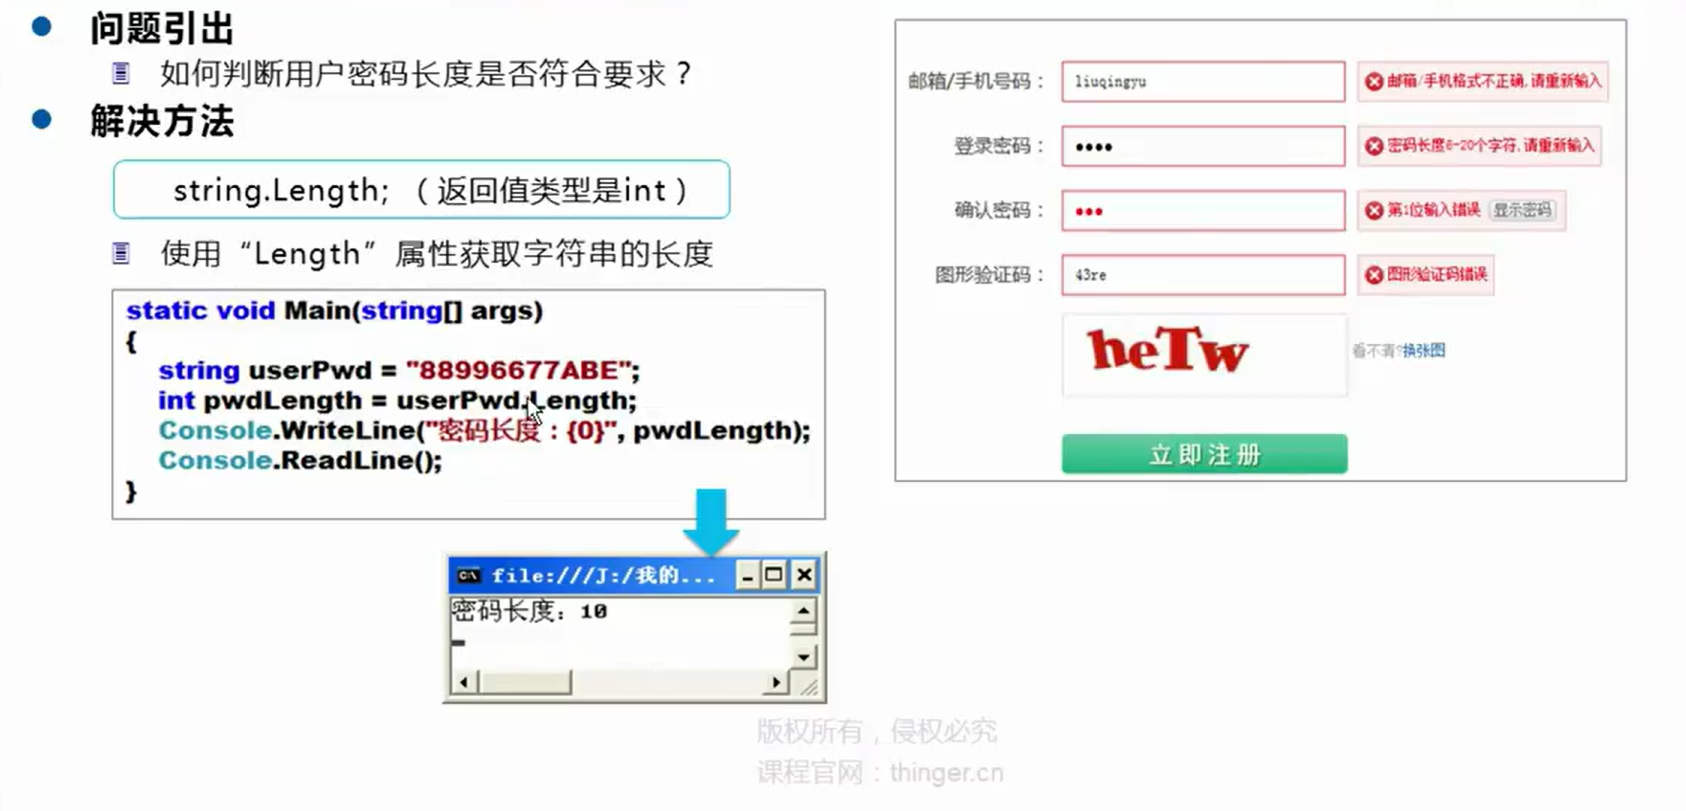 问题引出
如何判断用户密码长度是否符合要求？
解决方法
string.Length; （返回值类型是int）
使用“Length”属性获取字符串的长度
static void Main(string[] args)
{
string userPwd = "88996677ABE";
int pwdLength = userPwd.Length;
Console.WriteLine("密码长度：{0}", pwdLength);
Console.ReadLine();
}
file:///J:/我的...
密码长度：10
邮箱/手机号码： liuqingyu 邮箱/手机格式不正确,请重新输入
登录密码： •••• 密码长度6-20个字符,请重新输入
确认密码： ••• 第1位输入错误 显示密码
图形验证码： 43re 图形验证码错误
heTw 看不清?换张图
立即注册
版权所有，侵权必究
课程官网：thinger.cn